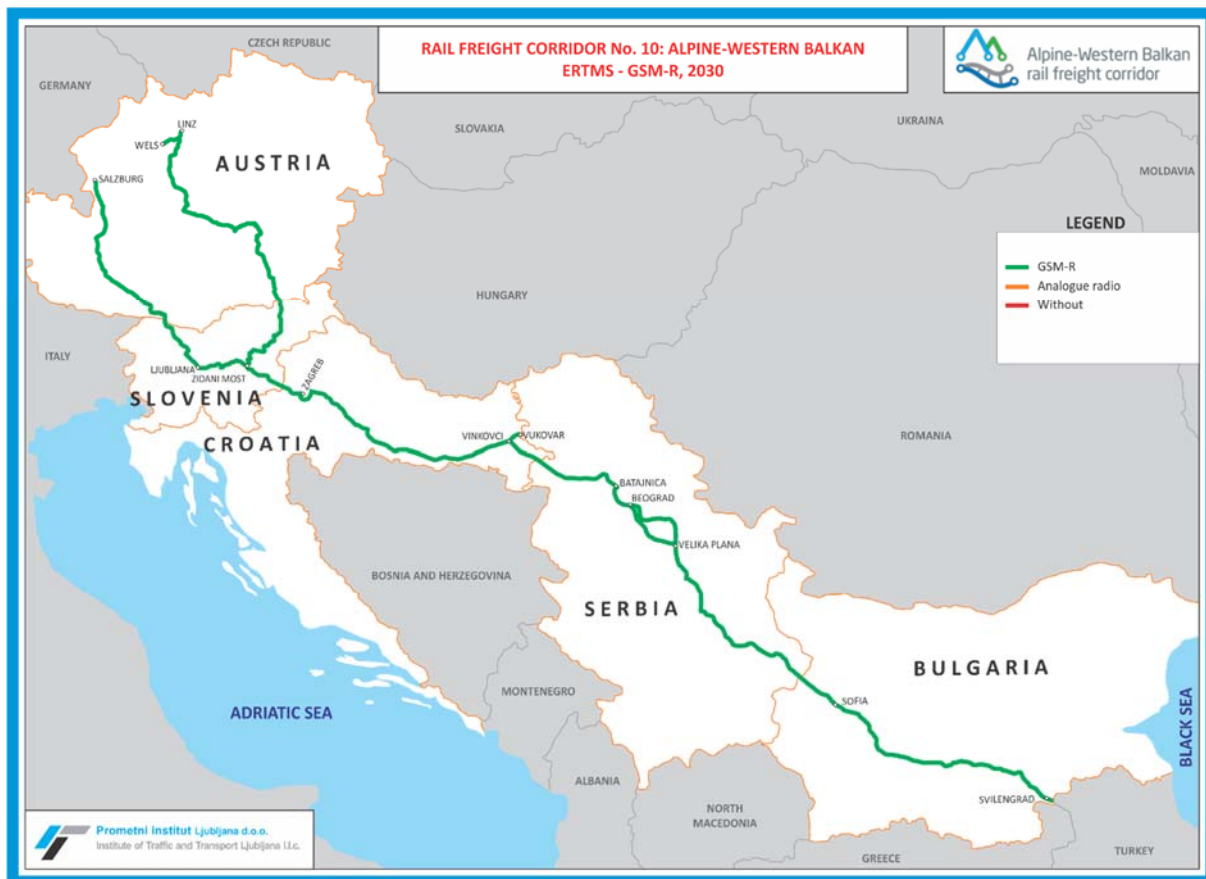 RAIL FREIGHT CORRIDOR No. 10: ALPINE-WESTERN BALKAN
ERTMS - GSM-R, 2030
Alpine-Western Balkan
rail freight corridor
CZECH REPUBLIC
GERMANY
SLOVAKIA
UKRAINE
MOLDAVIA
LINZ
WELS
AUSTRIA
SALZBURG
LEGEND
GSM-R
Analogue radio
Without
HUNGARY
ITALY
LJUBLJANA
ZIDANI MOST
ZAGREB
SLOVENIA
CROATIA
VINKOVCI
VUKOVAR
ROMANIA
BATAJNICA
BEOGRAD
VELIKA PLANA
BOSNIA AND HERZEGOVINA
SERBIA
BULGARIA
MONTENEGRO
SOFIA
ADRIATIC SEA
BLACK SEA
ALBANIA
SVILENGRAD
NORTH
MACEDONIA
GREECE
TURKEY
Prometni institut Ljubljana d.o.o.
Institute of Traffic and Transport Ljubljana l.l.c.